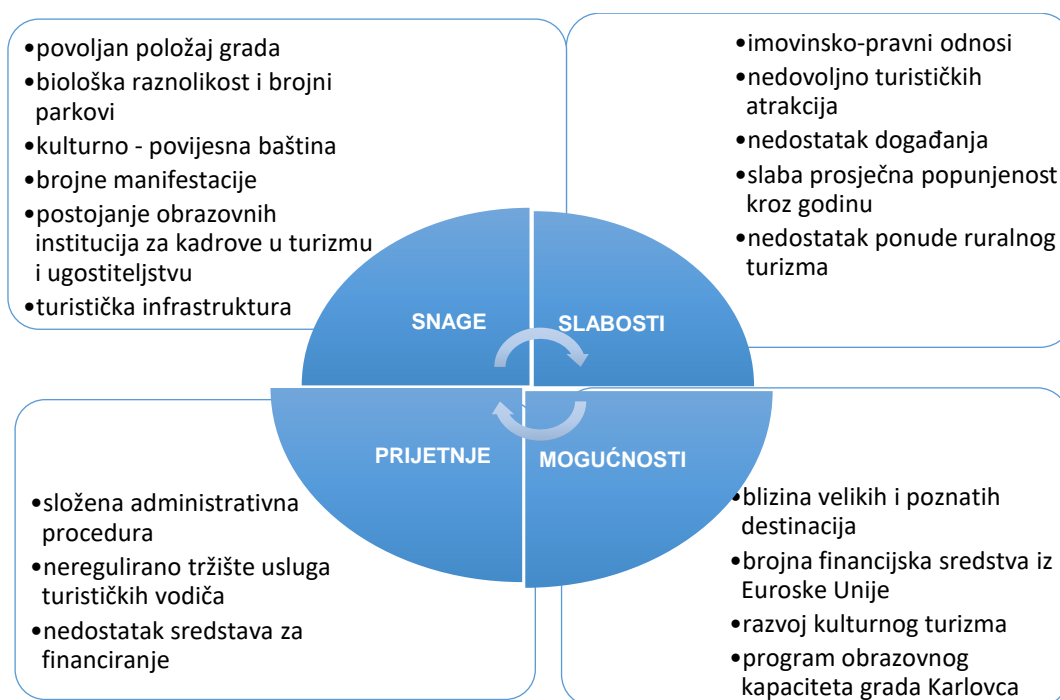 •povoljan položaj grada
•biološka raznolikost i brojni
parkovi
•kulturno - povijesna baština
•brojne manifestacije
•postojanje obrazovnih
institucija za kadrove u turizmu
i ugostiteljstvu
•turistička infrastruktura
•imovinsko-pravni odnosi
•nedovoljno turističkih
atrakcija
•nedostatak događanja
•slaba prosječna popunjenost
kroz godinu
•nedostatak ponude ruralnog
turizma
SNAGE
SLABOSTI
PRIJETNJE
MOGUĆNOSTI
•složena administrativna
procedura
•neregulirano tržište usluga
turističkih vodiča
•nedostatak sredstava za
financiranje
•blizina velikih i poznatih
destinacija
•brojna financijska sredstva iz
Euroske Unije
•razvoj kulturnog turizma
•program obrazovnog
kapaciteta grada Karlovca